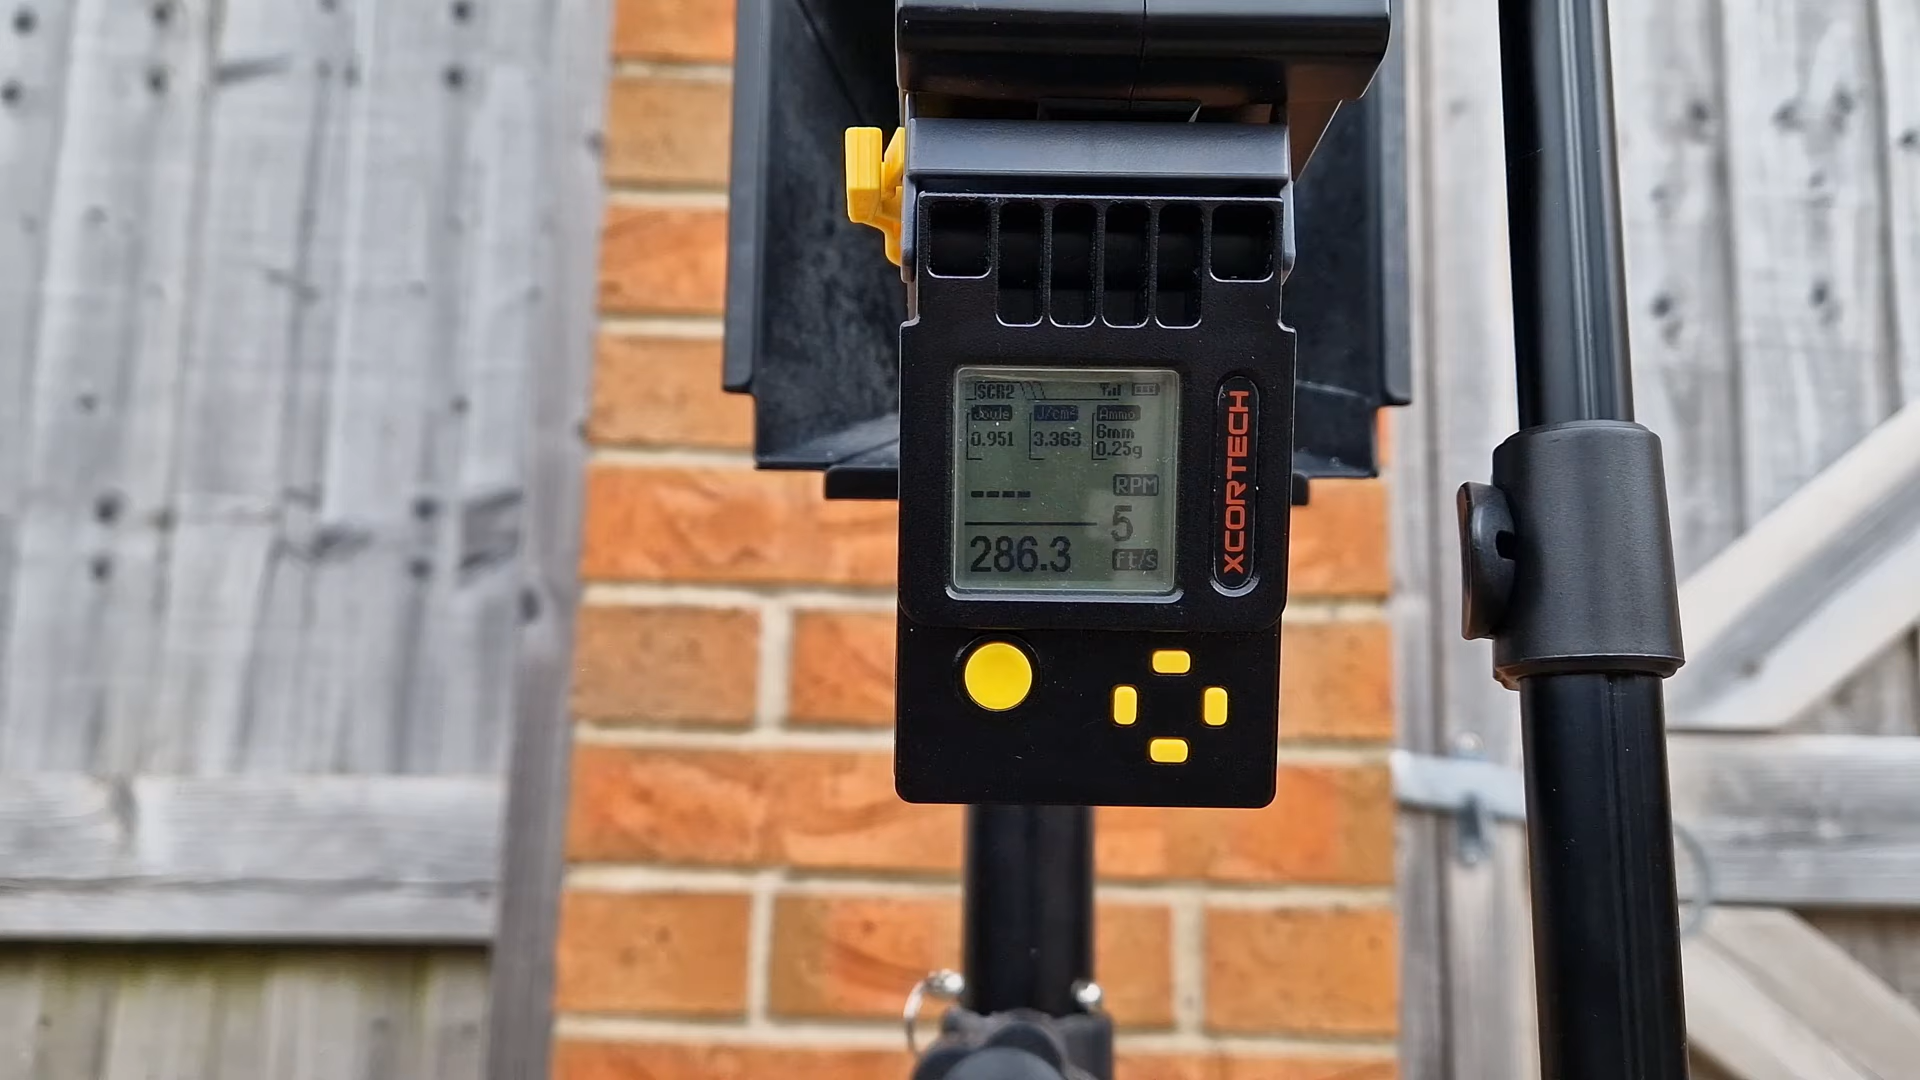 SCR2
Joule J/cm² Ammo
0.951 3.363 6mm
0.25g
---- RPM
5
286.3 ft/s
XCORTECH